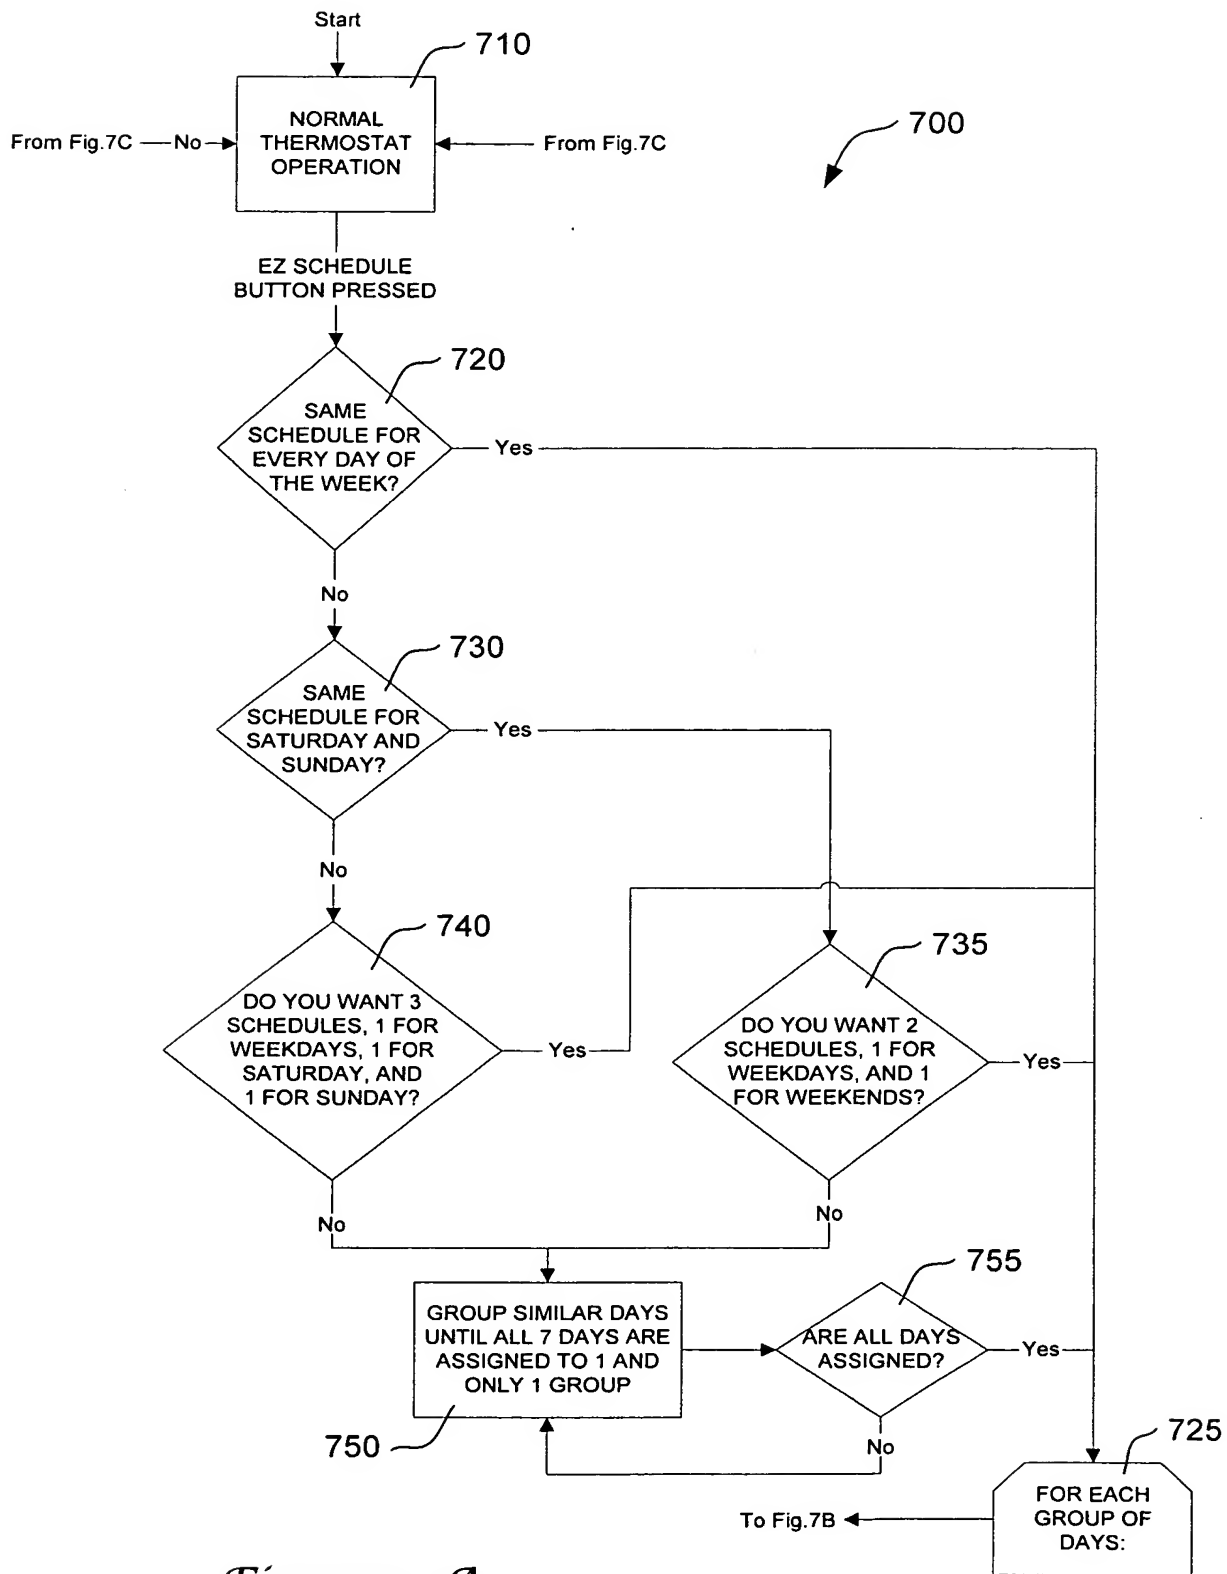 Start
710
NORMAL
THERMOSTAT
OPERATION
From Fig.7C
No
From Fig.7C
700
EZ SCHEDULE
BUTTON PRESSED
720
SAME
SCHEDULE FOR
EVERY DAY OF
THE WEEK?
Yes
No
730
SAME
SCHEDULE FOR
SATURDAY AND
SUNDAY?
Yes
No
740
DO YOU WANT 3
SCHEDULES, 1 FOR
WEEKDAYS, 1 FOR
SATURDAY, AND
1 FOR SUNDAY?
Yes
735
DO YOU WANT 2
SCHEDULES, 1 FOR
WEEKDAYS, AND 1
FOR WEEKENDS?
Yes
No
No
GROUP SIMILAR DAYS
UNTIL ALL 7 DAYS ARE
ASSIGNED TO 1 AND
ONLY 1 GROUP
750
755
ARE ALL DAYS
ASSIGNED?
Yes
No
725
FOR EACH
GROUP OF
DAYS:
To Fig.7B